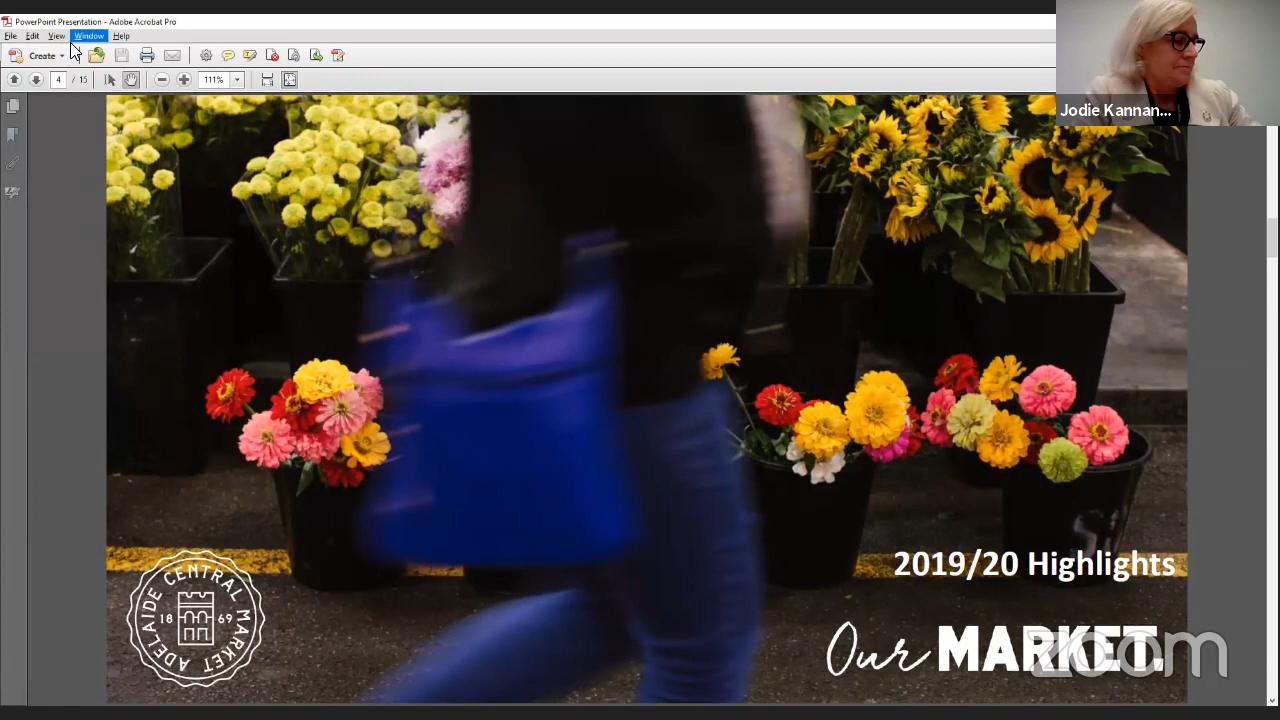 PowerPoint Presentation - Adobe Acrobat Pro
File Edit View Window Help
Create
4 / 15 111%
Jodie Kannan...
2019/20 Highlights
ADELAIDE CENTRAL MARKET
18 69
Our MARKET.
zoom